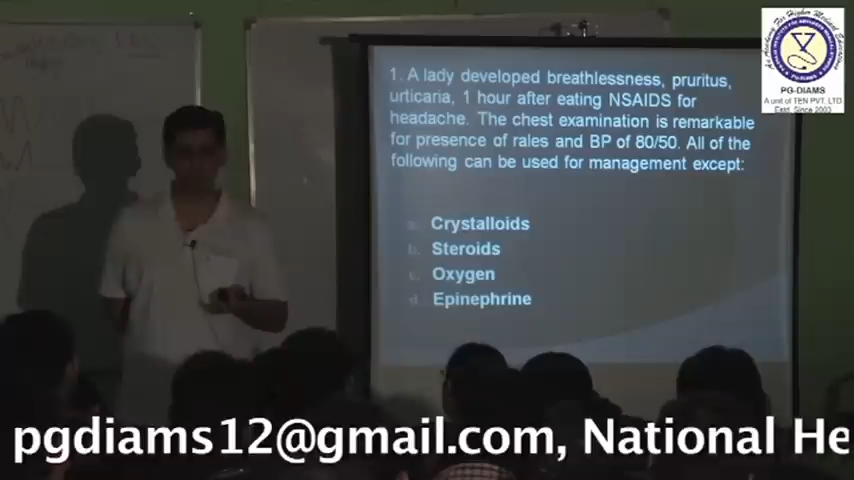 1. A lady developed breathlessness, pruritus,
urticaria, 1 hour after eating NSAIDS for
headache. The chest examination is remarkable
for presence of rales and BP of 80/50. All of the
following can be used for management except:
a. Crystalloids
b. Steroids
c. Oxygen
d. Epinephrine
PG-DIAMS
A unit of TEN PVT. LTD
Estd. Since 2003
pgdiams12@gmail.com, National He